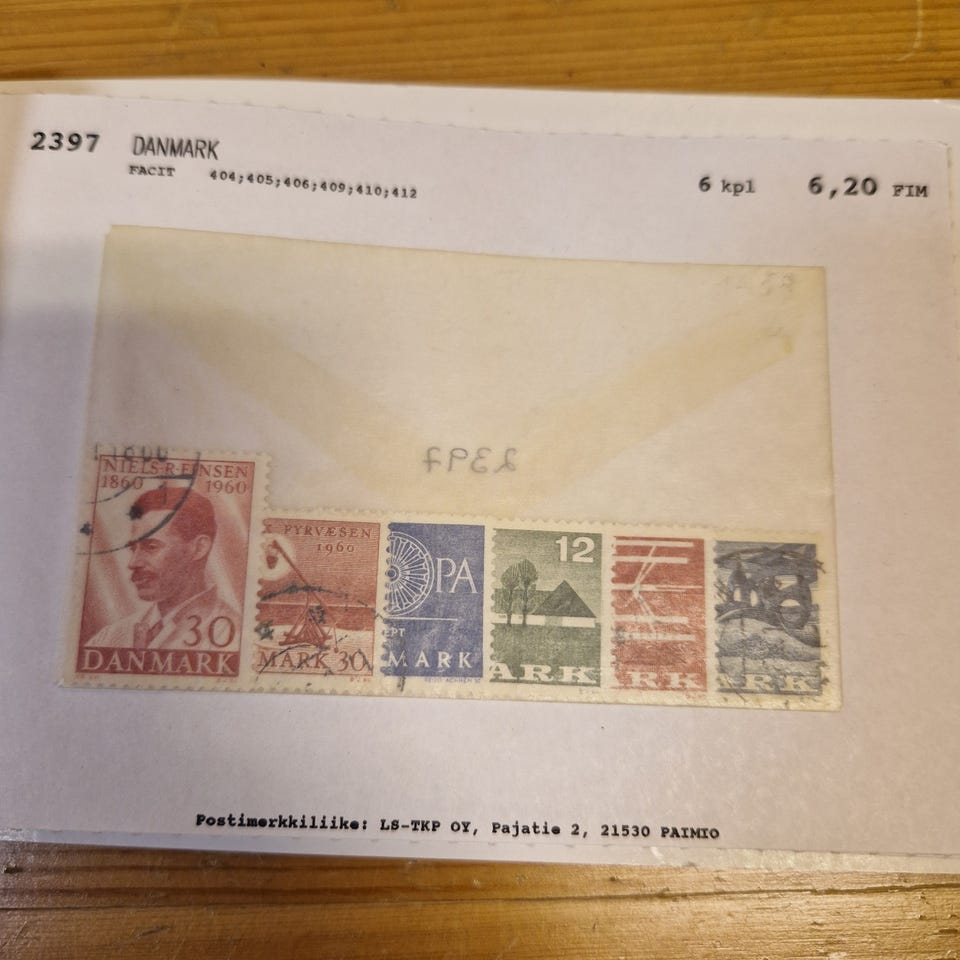 2397 DANMARK
FACIT 404;405;406;409;410;412
6 kpl 6,20 FIM
2397
NIELS·R·FINSEN
1860 1960
30
DANMARK
FYRVÆSEN
1960
MARK 30
OPA
EPT
MARK
12
ARK
RK
ARK
Postimerkkiliike: LS-TKP OY, Pajatie 2, 21530 PAIMIO